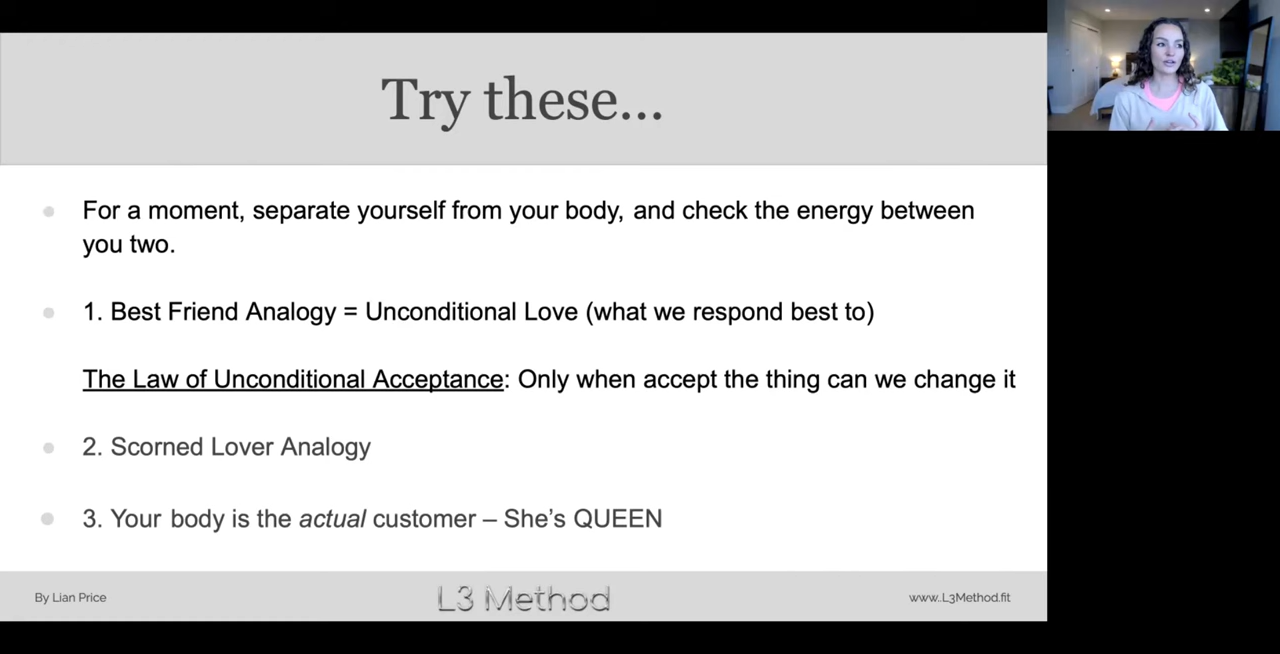 Try these...
For a moment, separate yourself from your body, and check the energy between
you two.
1. Best Friend Analogy = Unconditional Love (what we respond best to)
The Law of Unconditional Acceptance: Only when accept the thing can we change it
2. Scorned Lover Analogy
3. Your body is the actual customer – She’s QUEEN
By Lian Price
L3 Method
www..L3Method.fit